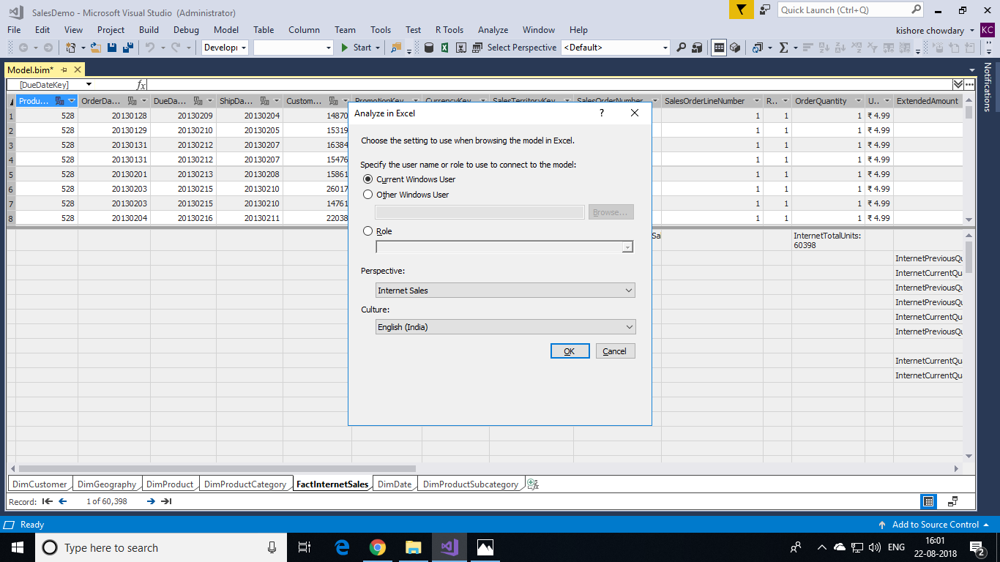 SalesDemo - Microsoft Visual Studio (Administrator)
Quick Launch (Ctrl+Q)
File Edit View Project Build Debug Model Table Column Team Tools Test R Tools Analyze Window Help
kishore chowdary KC
Start
Select Perspective <Default>
Model.bim*
Notifications
[DueDateKey] fx
Produ... OrderDa... DueDa... ShipDa... Custom... PromotionKey CurrencyKey SalesTerritoryKey SalesOrderNumber SalesOrderLineNumber R... OrderQuantity U... ExtendedAmount
1 528 20130128 20130209 20130204 14870 1 1 1 ₹ 4.99
2 528 20130129 20130210 20130205 15319 1 1 1 ₹ 4.99
3 528 20130131 20130212 20130207 16384 1 1 1 ₹ 4.99
4 528 20130131 20130212 20130207 15476 1 1 1 ₹ 4.99
5 528 20130201 20130213 20130208 15861 1 1 1 ₹ 4.99
6 528 20130203 20130215 20130210 26017 1 1 1 ₹ 4.99
7 528 20130203 20130215 20130210 14761 1 1 1 ₹ 4.99
8 528 20130204 20130216 20130211 22038 1 1 1 ₹ 4.99
Analyze in Excel ?
Choose the setting to use when browsing the model in Excel.
Specify the user name or role to use to connect to the model:
Current Windows User
Other Windows User
Browse...
Role
Perspective:
Internet Sales
Culture:
English (India)
OK Cancel
Sa
InternetTotalUnits:
60398
InternetPreviousQu
InternetCurrentQu
InternetPreviousQu
InternetPreviousQu
InternetCurrentQu
InternetPreviousQu
InternetCurrentQu
InternetCurrentQu
DimCustomer DimGeography DimProduct DimProductCategory FactInternetSales DimDate DimProductSubcategory
Record: 1 of 60,398
Ready
Add to Source Control
Type here to search
ENG
16:01
22-08-2018
2